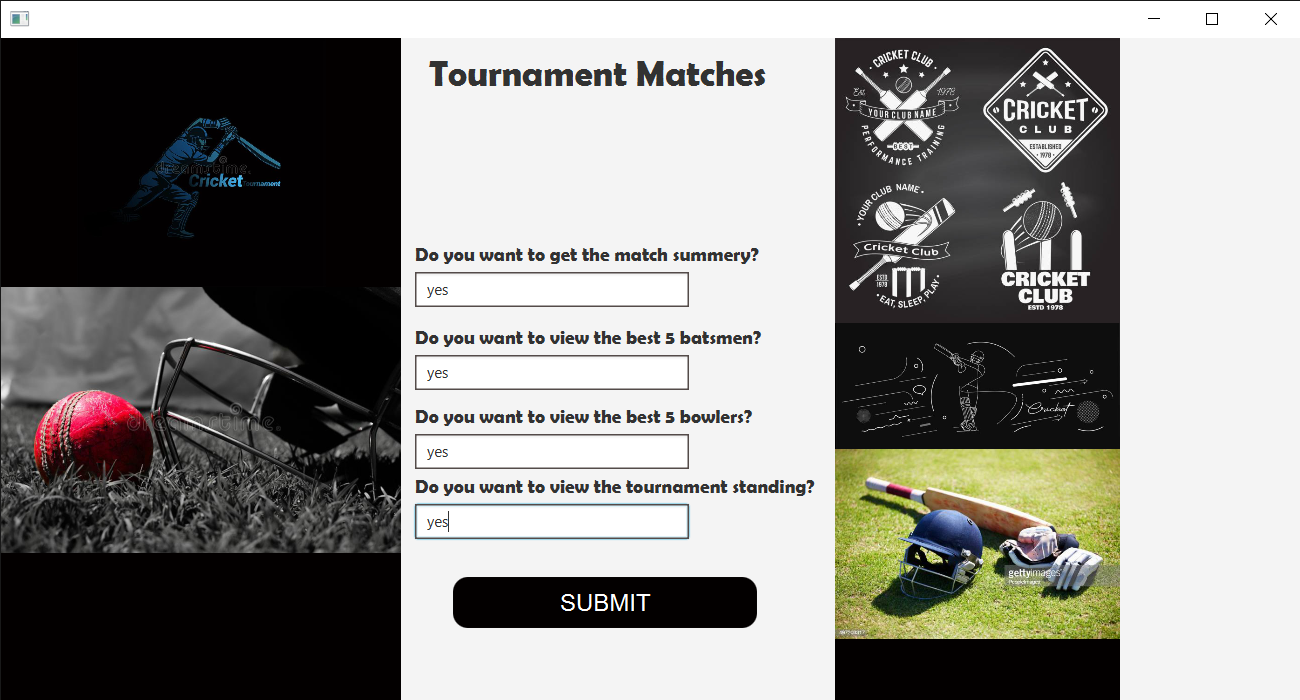 Tournament Matches
Do you want to get the match summery?
yes
Do you want to view the best 5 batsmen?
yes
Do you want to view the best 5 bowlers?
yes
Do you want to view the tournament standing?
yes
SUBMIT
dreamstime.
Cricket tournament
dreamstime.
CRICKET CLUB
Est. 1978
YOUR CLUB NAME
BEST
PERFORMANCE TRAINING
CRICKET
CLUB
ESTABLISHED
1978
YOUR CLUB NAME
Cricket Club
ESTD
1978
EAT, SLEEP, PLAY
CRICKET
CLUB
ESTD 1978
Cricket
gettyimages
PeopleImages